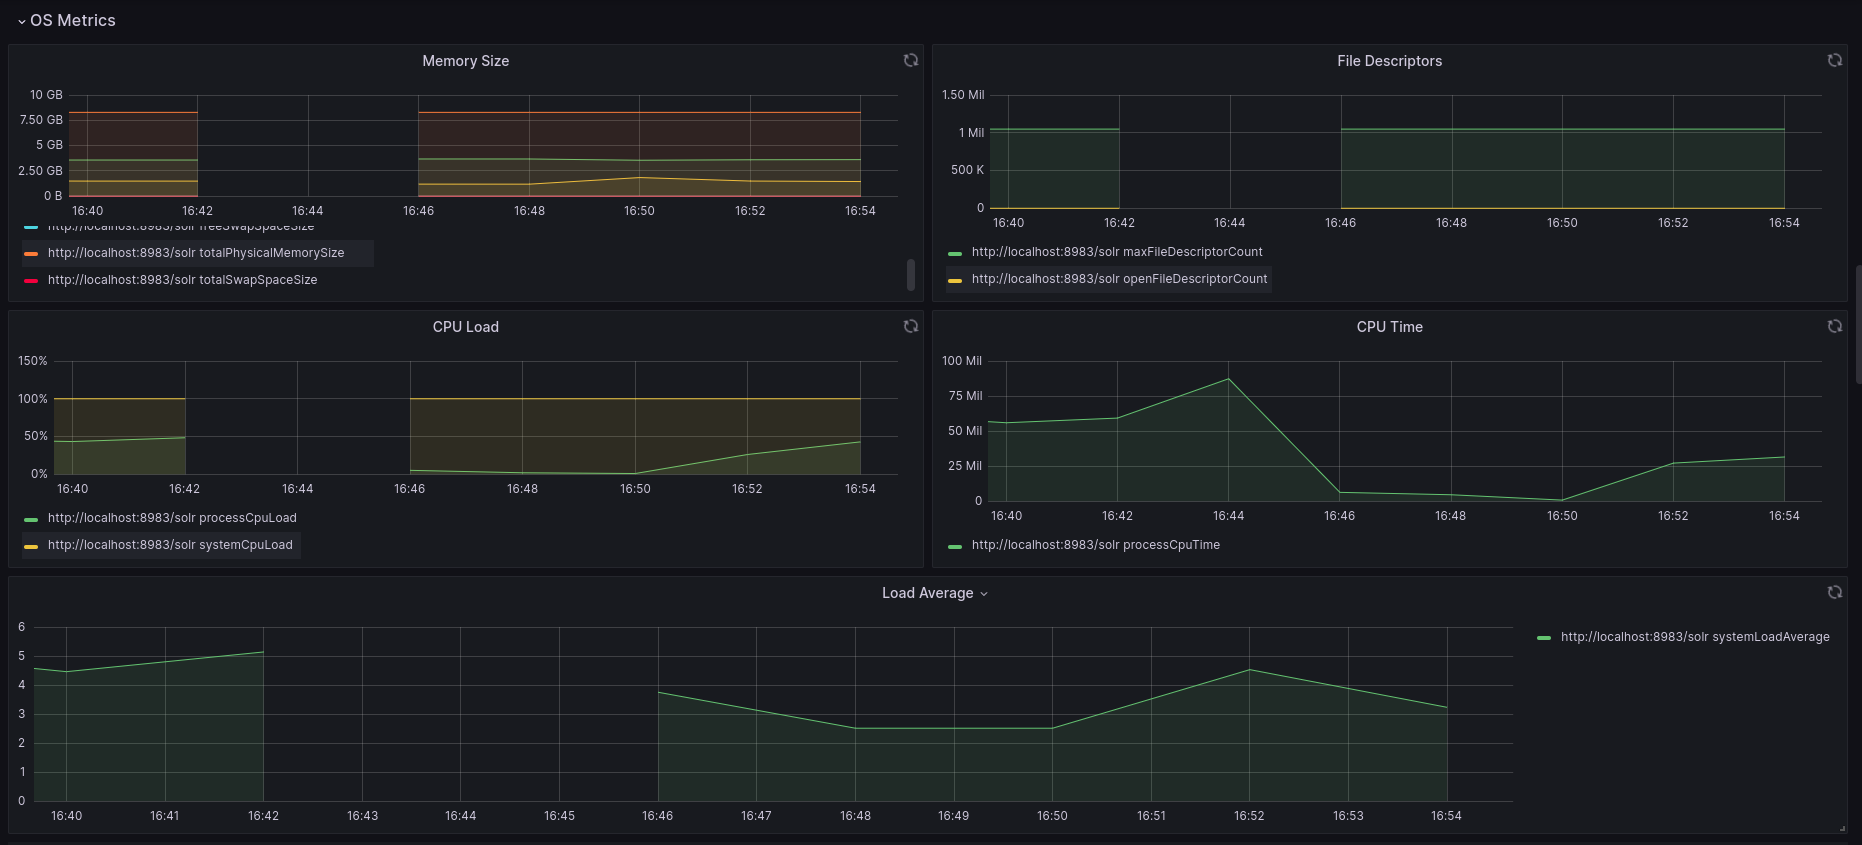 OS Metrics
Memory Size
10 GB
7.50 GB
5 GB
2.50 GB
0 B
16:40 16:42 16:44 16:46 16:48 16:50 16:52 16:54
http://localhost:8983/solr freeSwapSpaceSize
http://localhost:8983/solr totalPhysicalMemorySize
http://localhost:8983/solr totalSwapSpaceSize
File Descriptors
1.50 Mil
1 Mil
500 K
0
16:40 16:42 16:44 16:46 16:48 16:50 16:52 16:54
http://localhost:8983/solr maxFileDescriptorCount
http://localhost:8983/solr openFileDescriptorCount
CPU Load
150%
100%
50%
0%
16:40 16:42 16:44 16:46 16:48 16:50 16:52 16:54
http://localhost:8983/solr processCpuLoad
http://localhost:8983/solr systemCpuLoad
CPU Time
100 Mil
75 Mil
50 Mil
25 Mil
0
16:40 16:42 16:44 16:46 16:48 16:50 16:52 16:54
http://localhost:8983/solr processCpuTime
Load Average
6
5
4
3
2
1
0
16:40 16:41 16:42 16:43 16:44 16:45 16:46 16:47 16:48 16:49 16:50 16:51 16:52 16:53 16:54
http://localhost:8983/solr systemLoadAverage